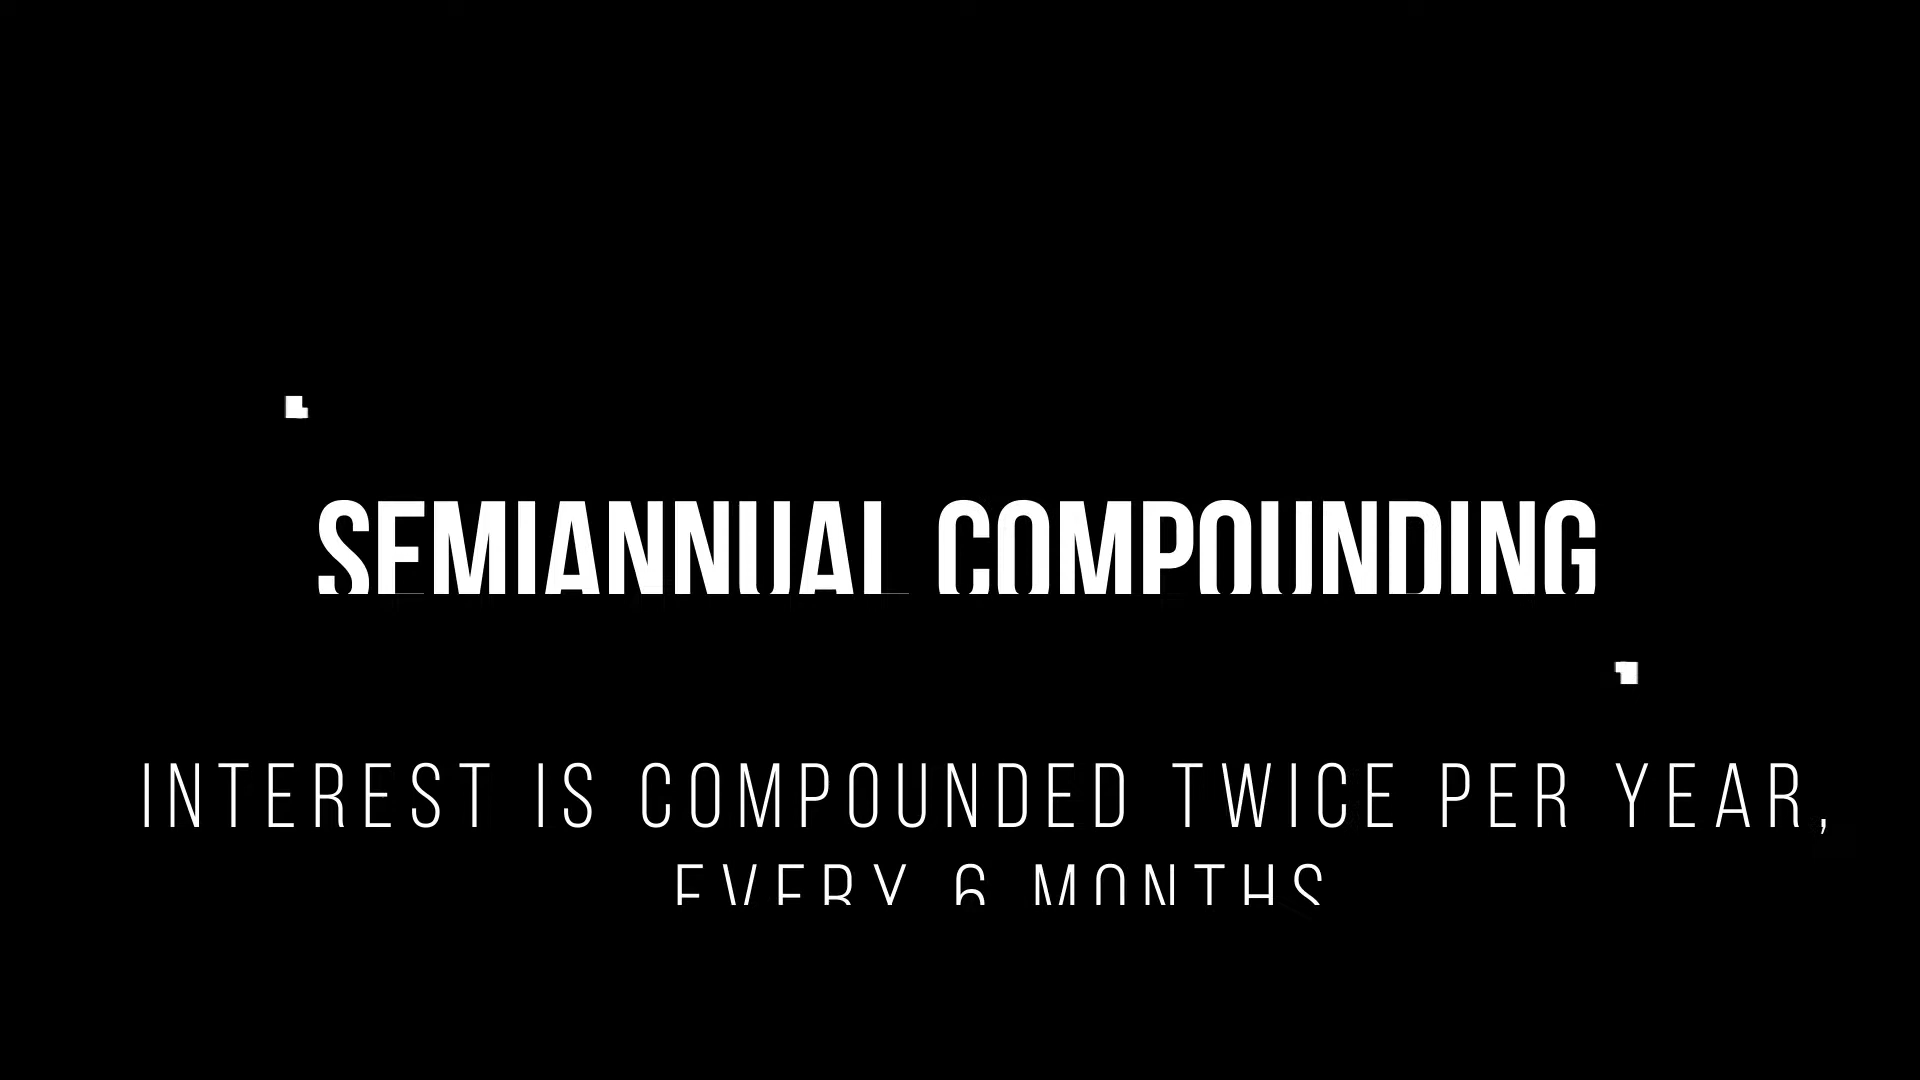 SEMIANNUAL COMPOUNDING
INTEREST IS COMPOUNDED TWICE PER YEAR,
EVERY 6 MONTHS